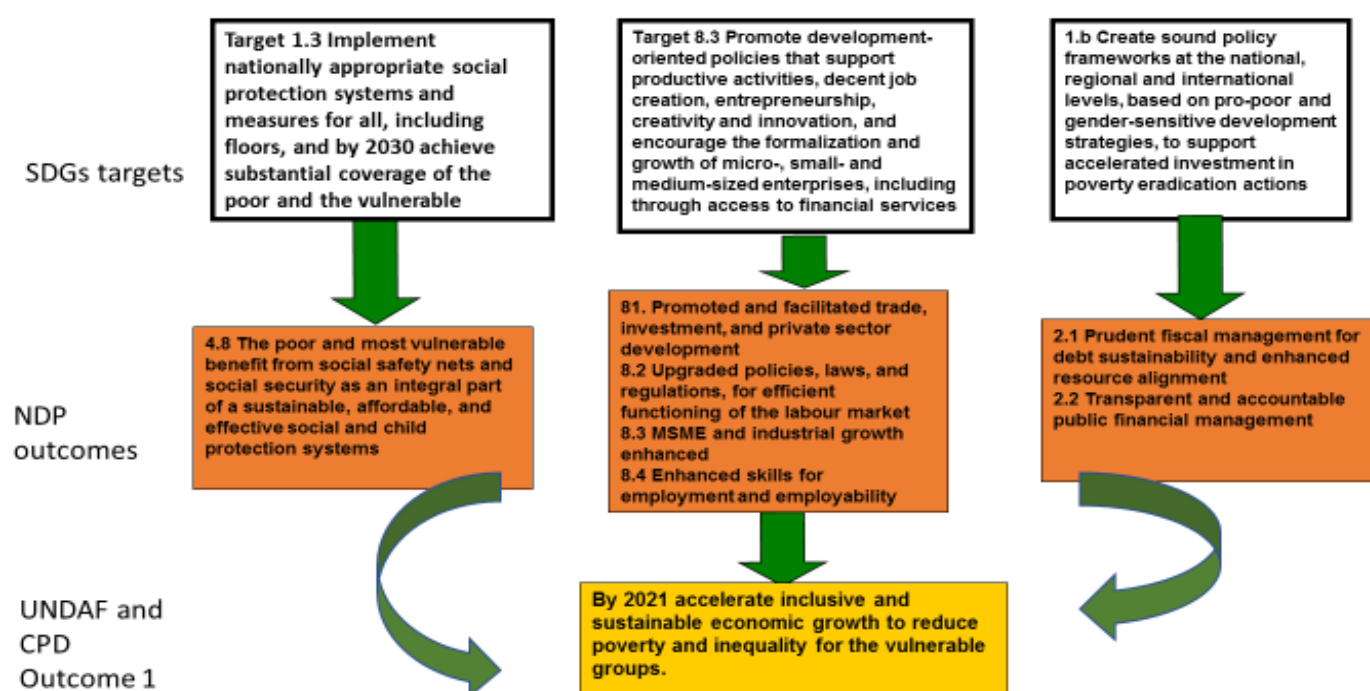 SDGs targets
Target 1.3 Implement
nationally appropriate social
protection systems and
measures for all, including
floors, and by 2030 achieve
substantial coverage of the
poor and the vulnerable
Target 8.3 Promote development-
oriented policies that support
productive activities, decent job
creation, entrepreneurship,
creativity and innovation, and
encourage the formalization and
growth of micro-, small- and
medium-sized enterprises, including
through access to financial services
1.b Create sound policy
frameworks at the national,
regional and international
levels, based on pro-poor and
gender-sensitive development
strategies, to support
accelerated investment in
poverty eradication actions
NDP
outcomes
4.8 The poor and most vulnerable
benefit from social safety nets and
social security as an integral part
of a sustainable, affordable, and
effective social and child
protection systems
81. Promoted and facilitated trade,
investment, and private sector
development
8.2 Upgraded policies, laws, and
regulations, for efficient
functioning of the labour market
8.3 MSME and industrial growth
enhanced
8.4 Enhanced skills for
employment and employability
2.1 Prudent fiscal management for
debt sustainability and enhanced
resource alignment
2.2 Transparent and accountable
public financial management
UNDAF and
CPD
Outcome 1
By 2021 accelerate inclusive and
sustainable economic growth to reduce
poverty and inequality for the vulnerable
groups.